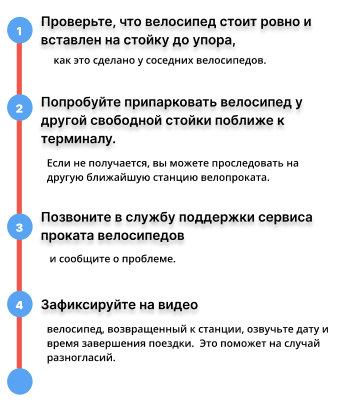 1
Проверьте, что велосипед стоит ровно и
вставлен на стойку до упора,
как это сделано у соседних велосипедов.
2
Попробуйте припарковать велосипед у
другой свободной стойки поближе к
терминалу.
Если не получается, вы можете проследовать на
другую ближайшую станцию велопроката.
3
Позвоните в службу поддержки сервиса
проката велосипедов
и сообщите о проблеме.
4
Зафиксируйте на видео
велосипед, возвращенный к станции, озвучьте дату и
время завершения поездки. Это поможет на случай
разногласий.